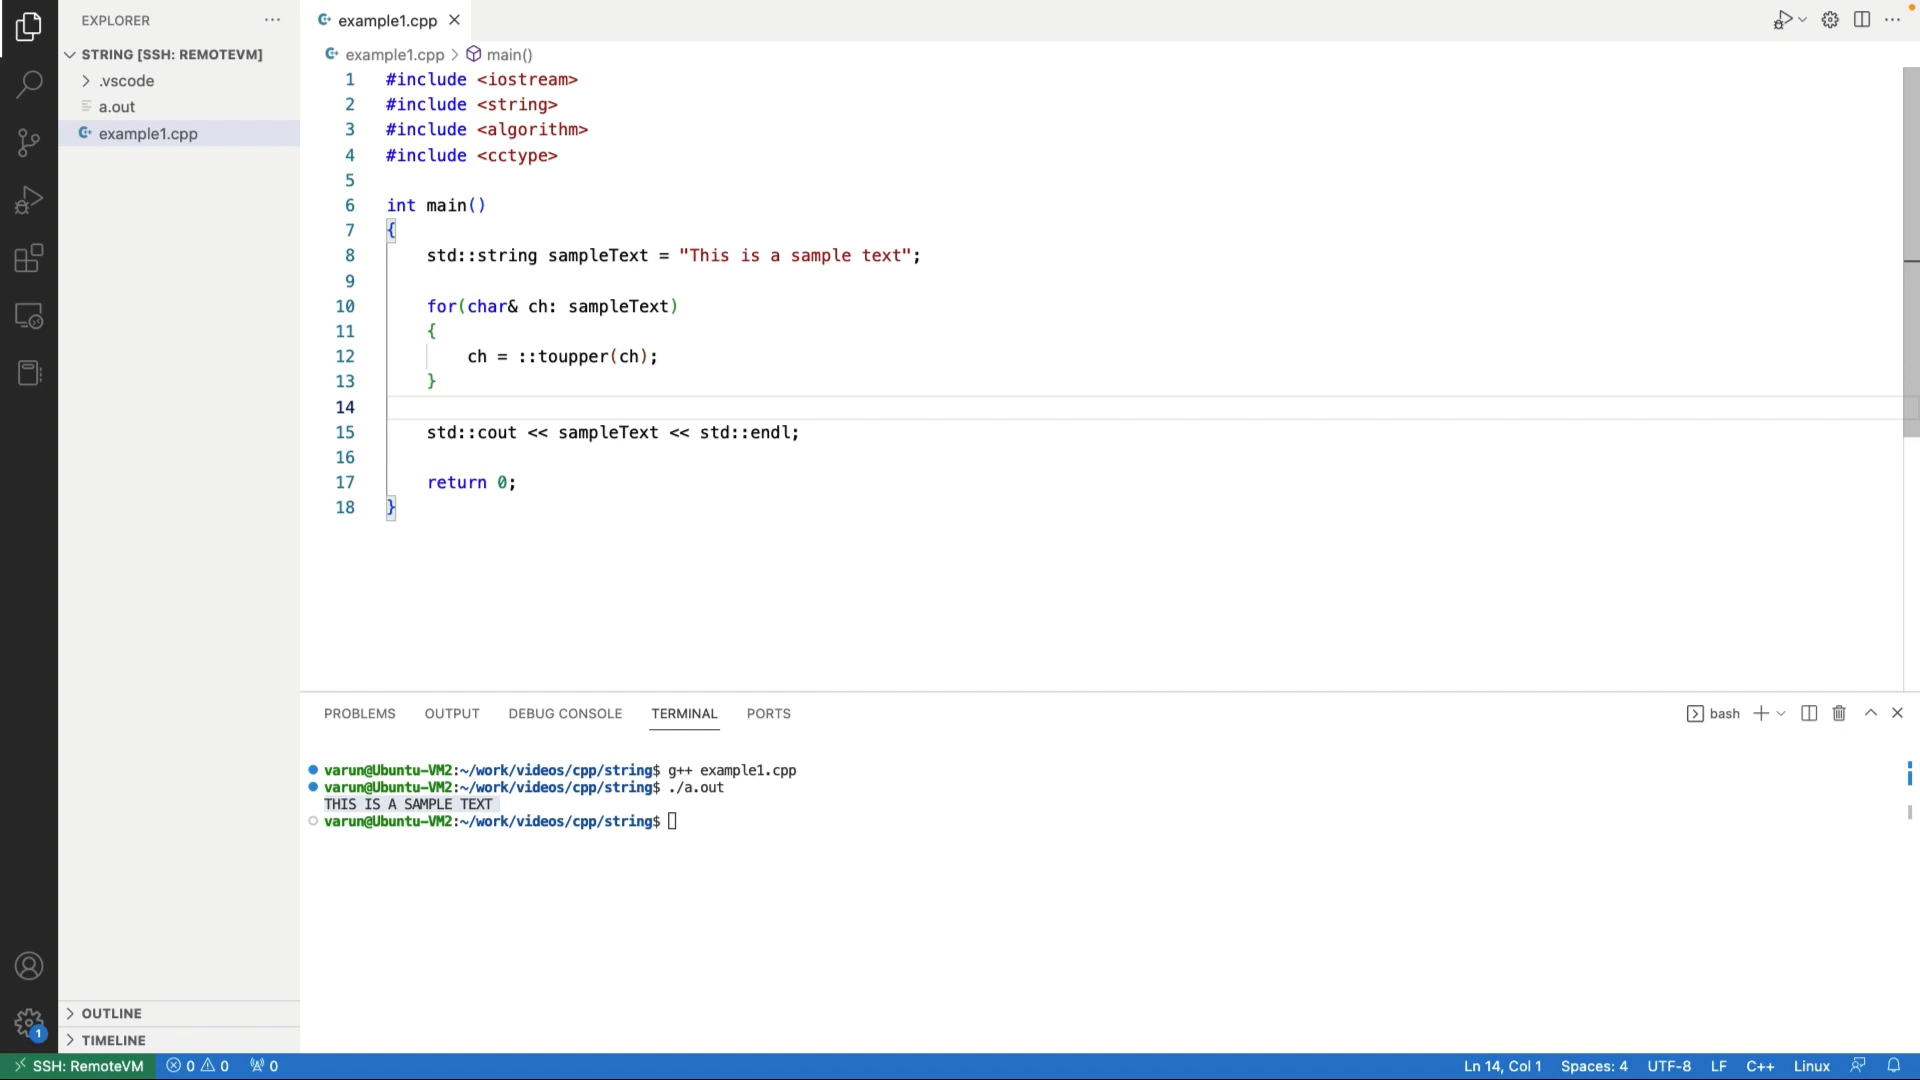 EXPLORER
STRING [SSH: REMOTEVM]
.vscode
a.out
example1.cpp
OUTLINE
TIMELINE
example1.cpp
example1.cpp > main()
1 #include <iostream>
2 #include <string>
3 #include <algorithm>
4 #include <cctype>
5
6 int main()
7 {
8 std::string sampleText = "This is a sample text";
9
10 for(char& ch: sampleText)
11 {
12 ch = ::toupper(ch);
13 }
14
15 std::cout << sampleText << std::endl;
16
17 return 0;
18 }
PROBLEMS OUTPUT DEBUG CONSOLE TERMINAL PORTS
bash
varun@Ubuntu-VM2:~/work/videos/cpp/string$ g++ example1.cpp
varun@Ubuntu-VM2:~/work/videos/cpp/string$ ./a.out
THIS IS A SAMPLE TEXT
varun@Ubuntu-VM2:~/work/videos/cpp/string$
1
SSH: RemoteVM 0 0 0 Ln 14, Col 1 Spaces: 4 UTF-8 LF C++ Linux